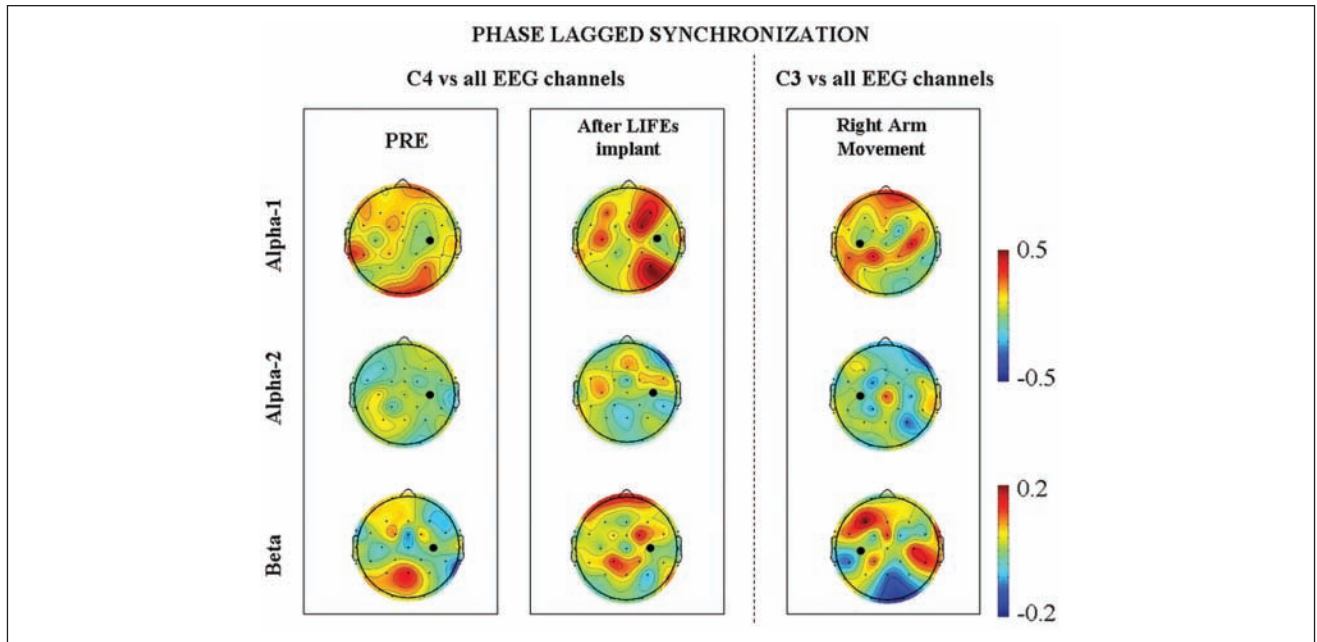 PHASE LAGGED SYNCHRONIZATION
C4 vs all EEG channels
C3 vs all EEG channels
PRE
After LIFEs
implant
Right Arm
Movement
Alpha-1
0.5
-0.5
Alpha-2
Beta
0.2
-0.2